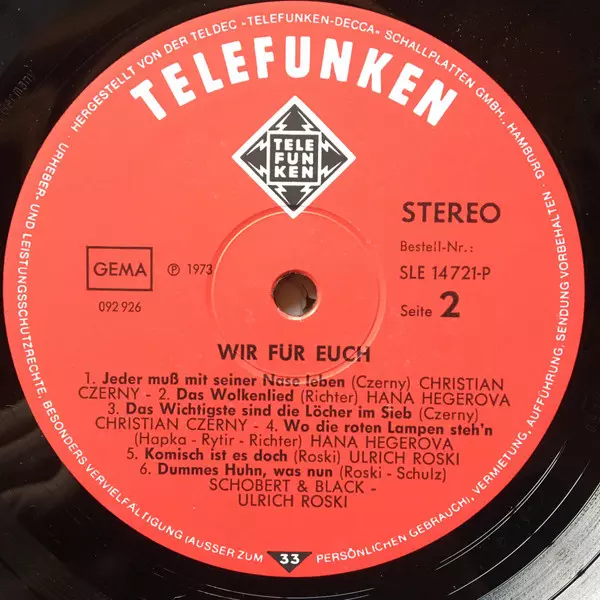 URHEBER- UND LEISTUNGSSCHUTZRECHTE, BESONDERS VERVIELFÄLTIGUNG (AUSSER ZUM PERSÖNLICHEN GEBRAUCH), VERMIETUNG, AUFFÜHRUNG, SENDUNG VORBEHALTEN
· HERGESTELLT VON DER TELDEC »TELEFUNKEN-DECCA« SCHALLPLATTEN GMBH., HAMBURG ·
TELEFUNKEN
TELE
FUN
KEN
STEREO
Bestell-Nr.:
GEMA
℗ 1973
SLE 14 721-P
092 926
Seite 2
WIR FÜR EUCH
1. Jeder muß mit seiner Nase leben (Czerny) CHRISTIAN
CZERNY - 2. Das Wolkenlied (Richter) HANA HEGEROVA
3. Das Wichtigste sind die Löcher im Sieb (Czerny)
CHRISTIAN CZERNY - 4. Wo die roten Lampen steh'n
(Hapka - Rytir - Richter) HANA HEGEROVA
5. Komisch ist es doch (Roski) ULRICH ROSKI
6. Dummes Huhn, was nun (Roski - Schulz)
SCHOBERT & BLACK -
ULRICH ROSKI
33